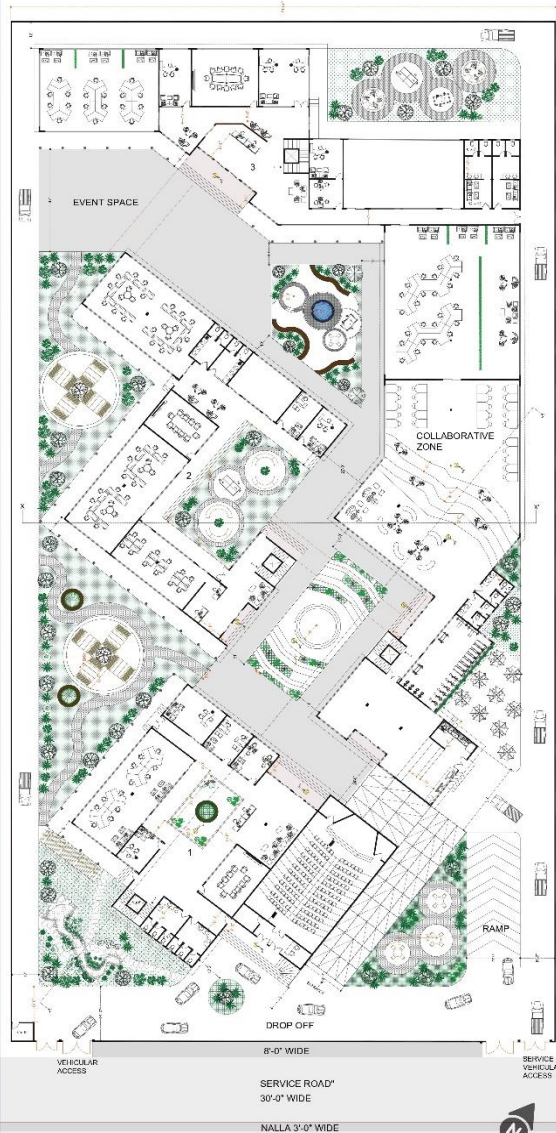 EVENT SPACE
3
COLLABORATIVE
ZONE
2
X
X'
1
RAMP
DROP OFF
8'-0" WIDE
VEHICULAR
ACCESS
SERVICE
VEHICULA
ACCESS
SERVICE ROAD"
30'-0" WIDE
NALLA 3'-0" WIDE
N